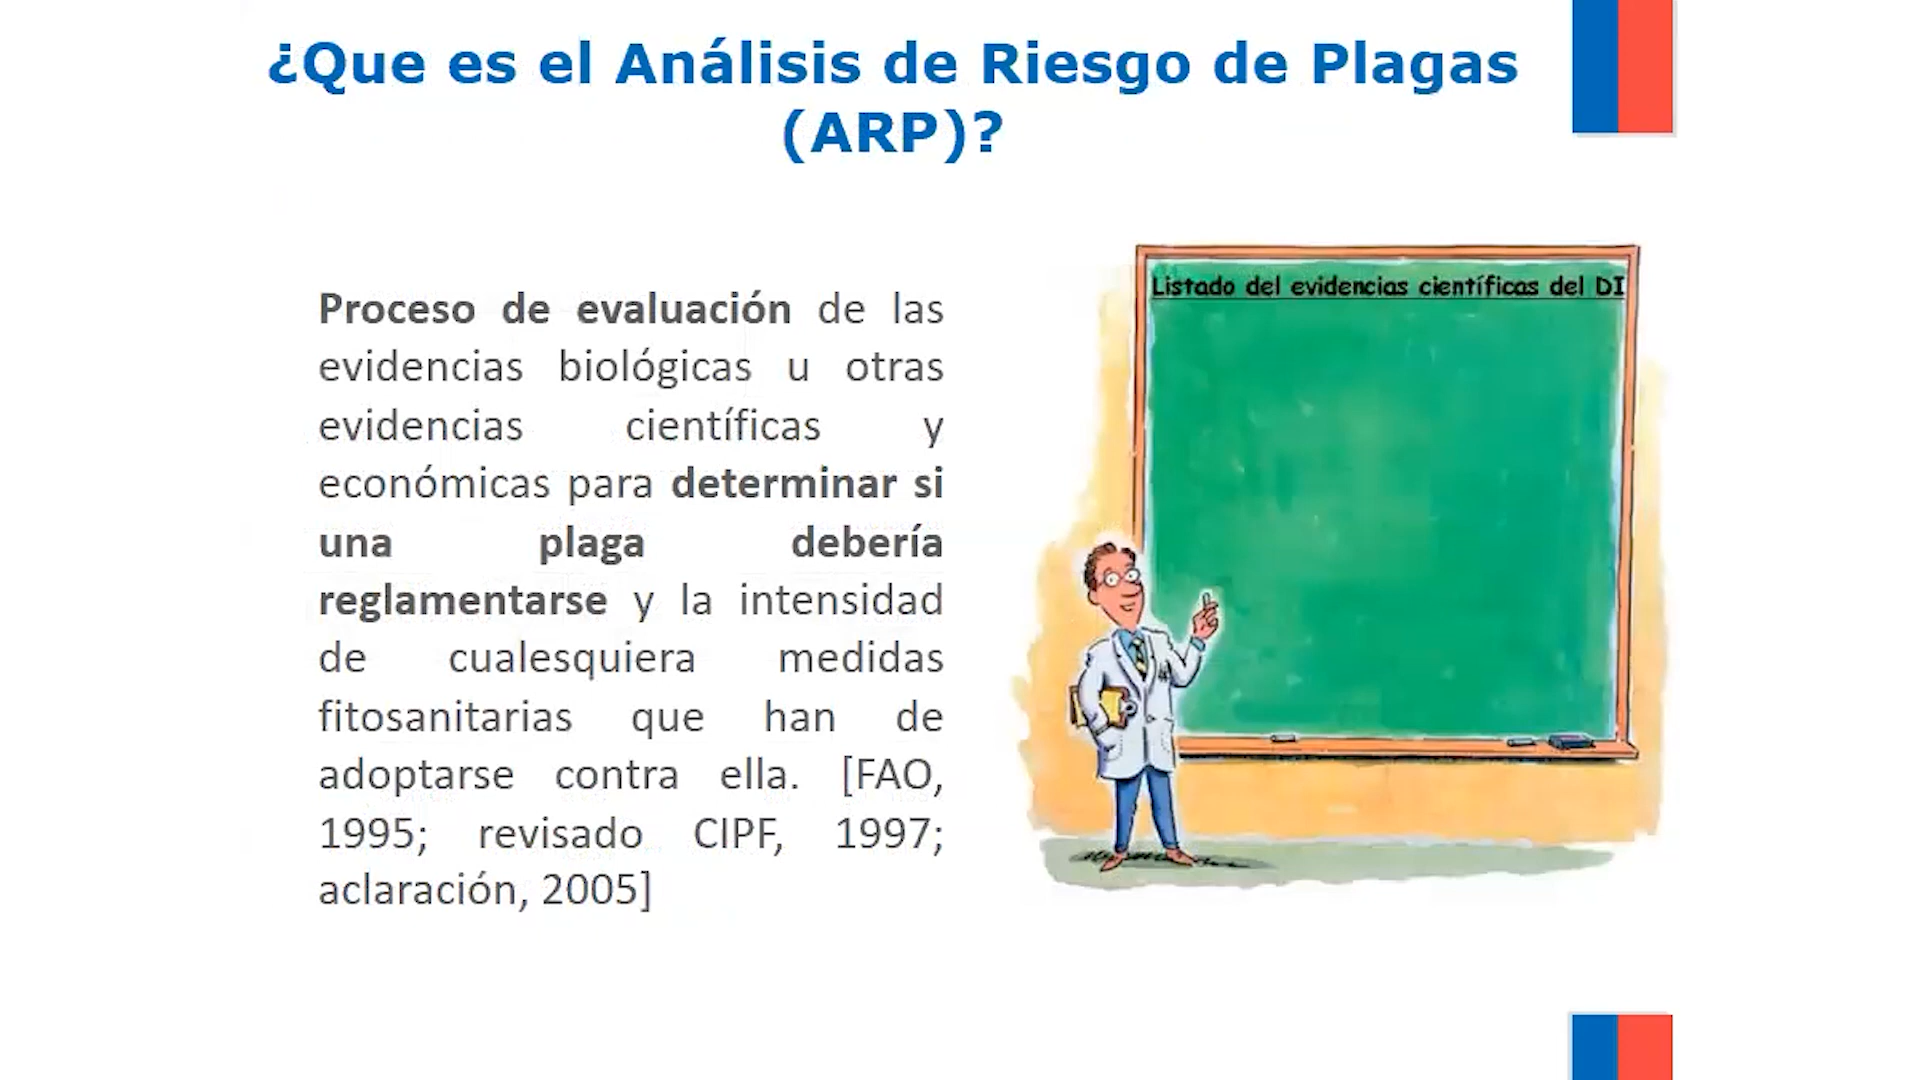 ¿Que es el Análisis de Riesgo de Plagas
(ARP)?
Proceso de evaluación de las
evidencias biológicas u otras
evidencias científicas y
económicas para determinar si
una plaga debería
reglamentarse y la intensidad
de cualesquiera medidas
fitosanitarias que han de
adoptarse contra ella. [FAO,
1995; revisado CIPF, 1997;
aclaración, 2005]
Listado del evidencias científicas del DI